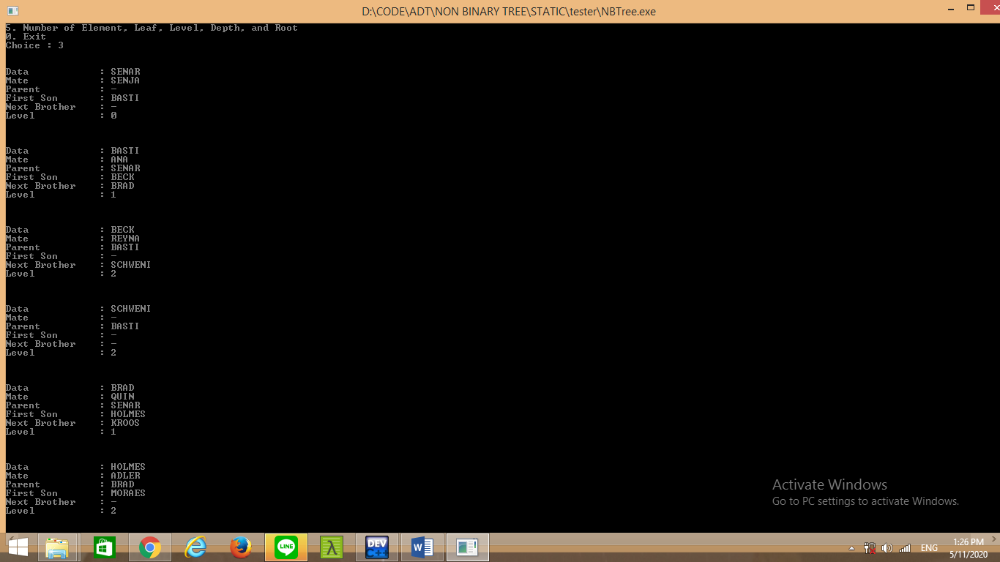 D:\CODE\ADT\NON BINARY TREE\STATIC\tester\NBTree.exe
5. Number of Element, Leaf, Level, Depth, and Root
0. Exit
Choice : 3
Data : SENAR
Mate : SENJA
Parent : -
First Son : BASTI
Next Brother : -
Level : 0
Data : BASTI
Mate : ANA
Parent : SENAR
First Son : BECK
Next Brother : BRAD
Level : 1
Data : BECK
Mate : REYNA
Parent : BASTI
First Son : -
Next Brother : SCHWENI
Level : 2
Data : SCHWENI
Mate : -
Parent : BASTI
First Son : -
Next Brother : -
Level : 2
Data : BRAD
Mate : QUIN
Parent : SENAR
First Son : HOLMES
Next Brother : KROOS
Level : 1
Data : HOLMES
Mate : ADLER
Parent : BRAD
First Son : MORAES
Next Brother : -
Level : 2
Activate Windows
Go to PC settings to activate Windows.
LINE
DEV
C++
W
ENG
1:26 PM
5/11/2020